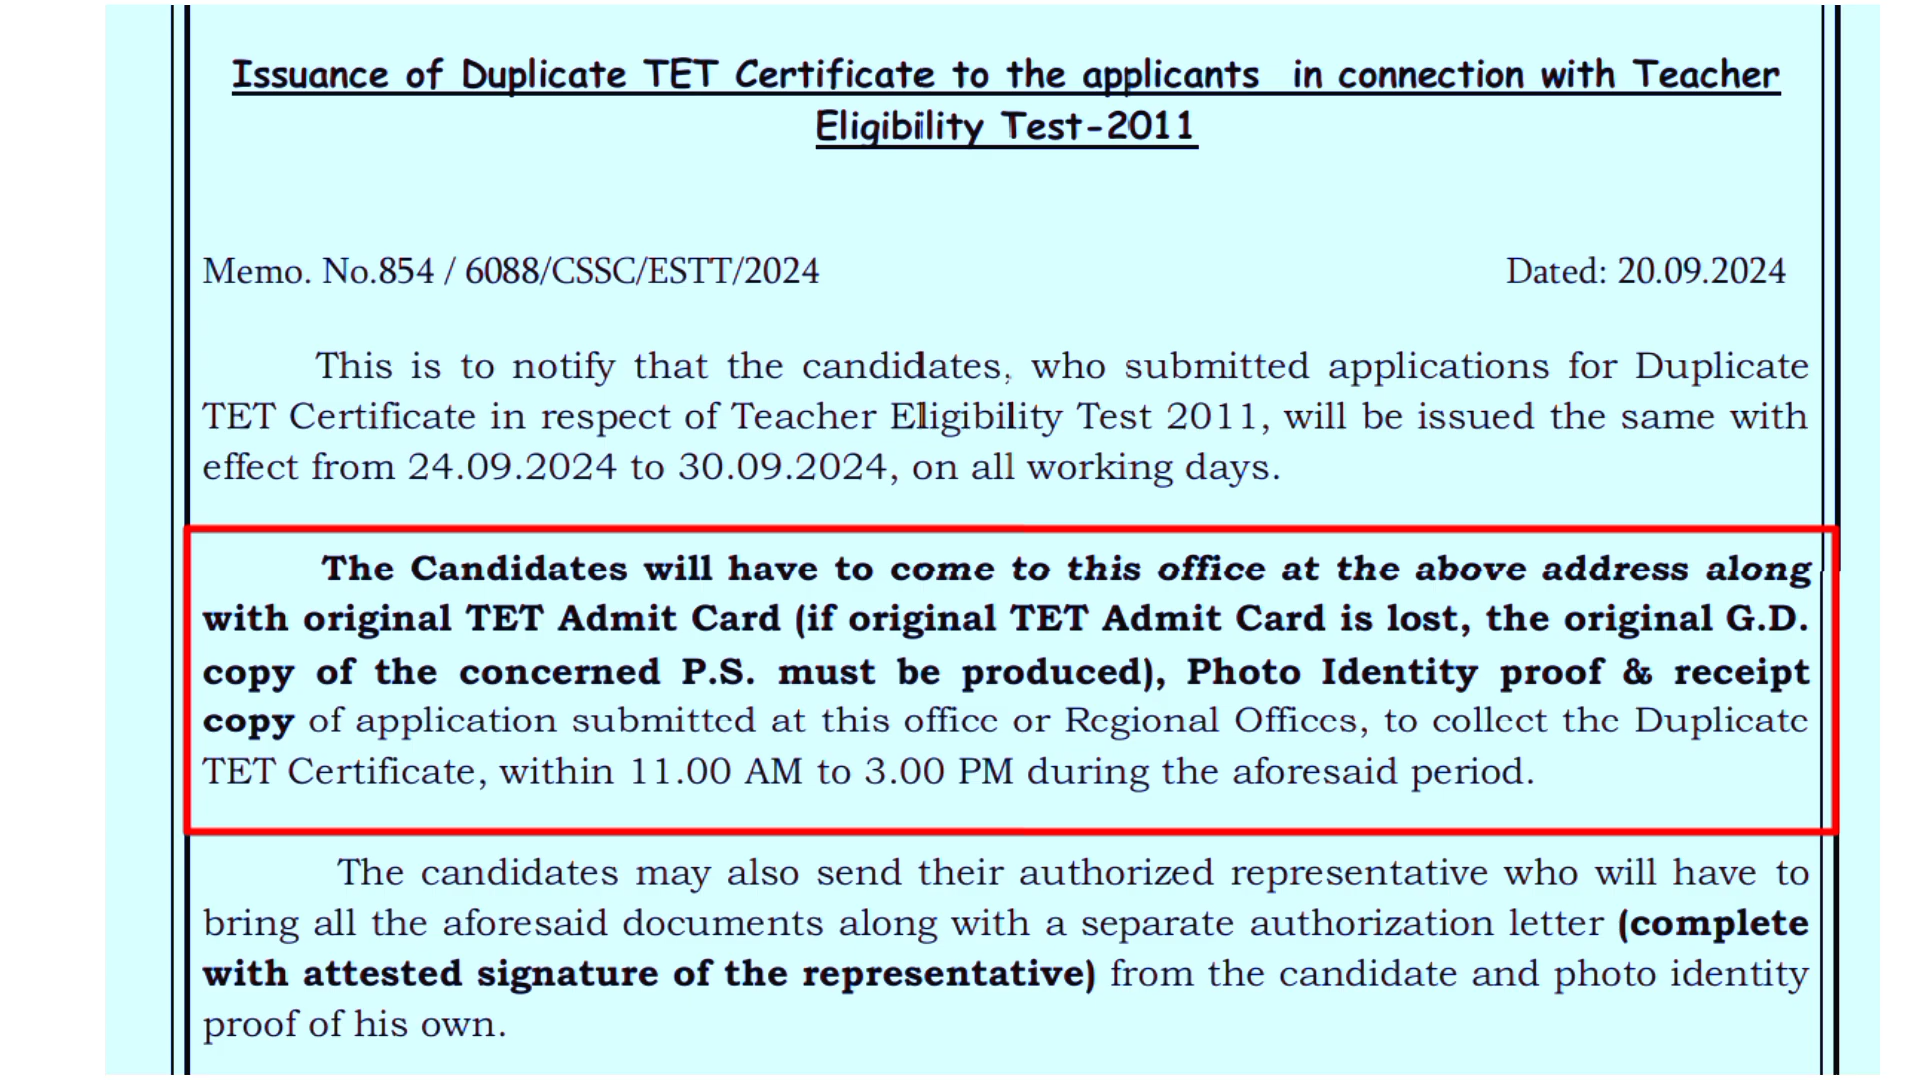 Issuance of Duplicate TET Certificate to the applicants in connection with Teacher
Eligibility Test-2011
Memo. No.854 / 6088/CSSC/ESTT/2024 Dated: 20.09.2024
This is to notify that the candidates, who submitted applications for Duplicate
TET Certificate in respect of Teacher Eligibility Test 2011, will be issued the same with
effect from 24.09.2024 to 30.09.2024, on all working days.
The Candidates will have to come to this office at the above address along
with original TET Admit Card (if original TET Admit Card is lost, the original G.D.
copy of the concerned P.S. must be produced), Photo Identity proof & receipt
copy of application submitted at this office or Regional Offices, to collect the Duplicate
TET Certificate, within 11.00 AM to 3.00 PM during the aforesaid period.
The candidates may also send their authorized representative who will have to
bring all the aforesaid documents along with a separate authorization letter (complete
with attested signature of the representative) from the candidate and photo identity
proof of his own.